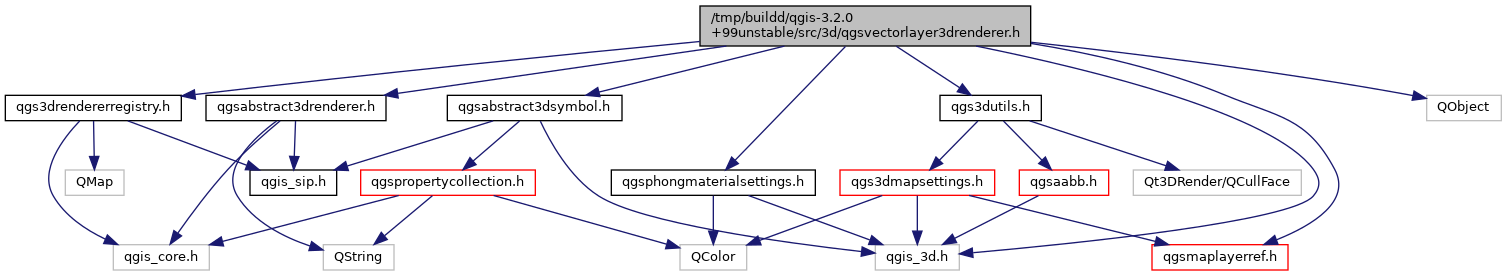 /tmp/buildd/qgis-3.2.0
+99unstable/src/3d/qgsvectorlayer3drenderer.h
qgs3drendererregistry.h
qgsabstract3drenderer.h
qgsabstract3dsymbol.h
qgs3dutils.h
QObject
QMap
qgis_sip.h
qgspropertycollection.h
qgsphongmaterialsettings.h
qgs3dmapsettings.h
qgsaabb.h
Qt3DRender/QCullFace
qgis_core.h
QString
QColor
qgis_3d.h
qgsmaplayerref.h